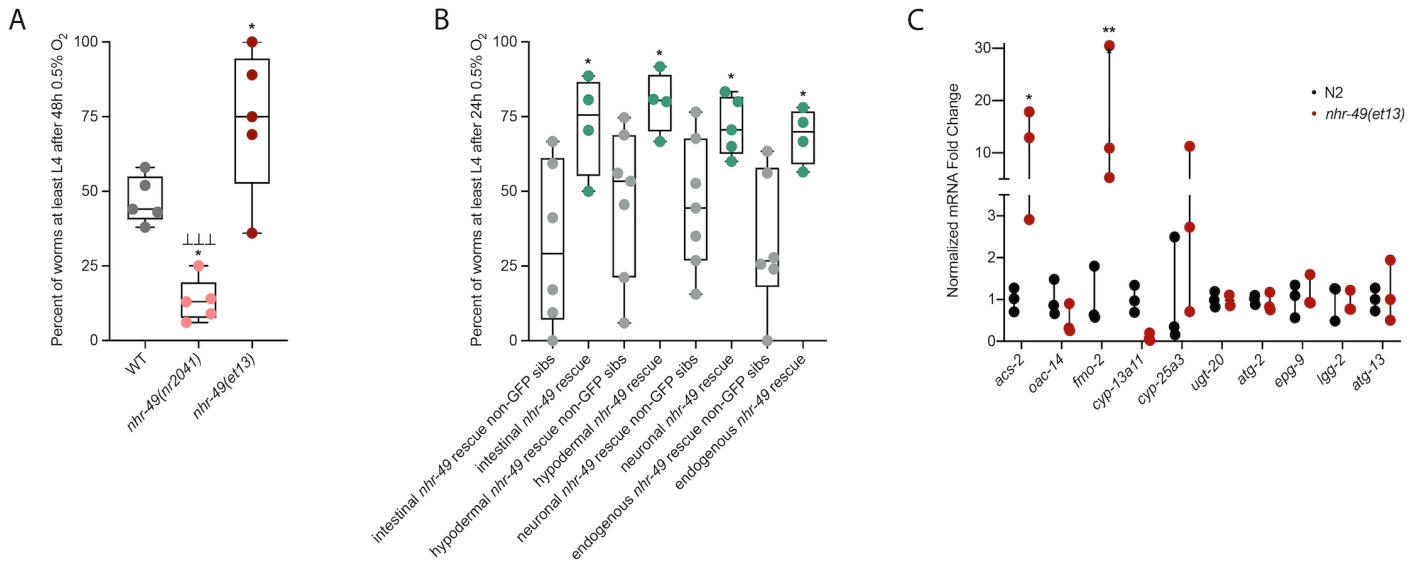 A
Percent of worms at least L4 after 48h 0.5% O2
100
75
50
25
0
*
⊥⊥⊥
*
WT
nhr-49(nr2041)
nhr-49(et13)
B
Percent of worms at least L4 after 24h 0.5% O2
100
75
50
25
0
*
*
*
*
intestinal nhr-49 rescue non-GFP sibs
intestinal nhr-49 rescue
hypodermal nhr-49 rescue non-GFP sibs
hypodermal nhr-49 rescue
neuronal nhr-49 rescue non-GFP sibs
neuronal nhr-49 rescue
endogenous nhr-49 rescue non-GFP sibs
endogenous nhr-49 rescue
C
Normalized mRNA Fold Change
30
20
10
3
2
1
0
*
**
*
N2
nhr-49(et13)
acs-2
oac-14
fmo-2
cyp-13a11
cyp-25a3
ugt-20
atg-2
epg-9
lgg-2
atg-13